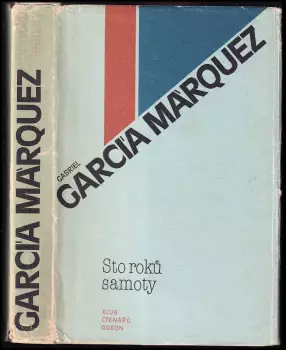 GARCÍA MÁRQUEZ
GABRIEL
GARCÍA MÁRQUEZ
Sto roků
samoty
KLUB
ČTENÁŘŮ
ODEON